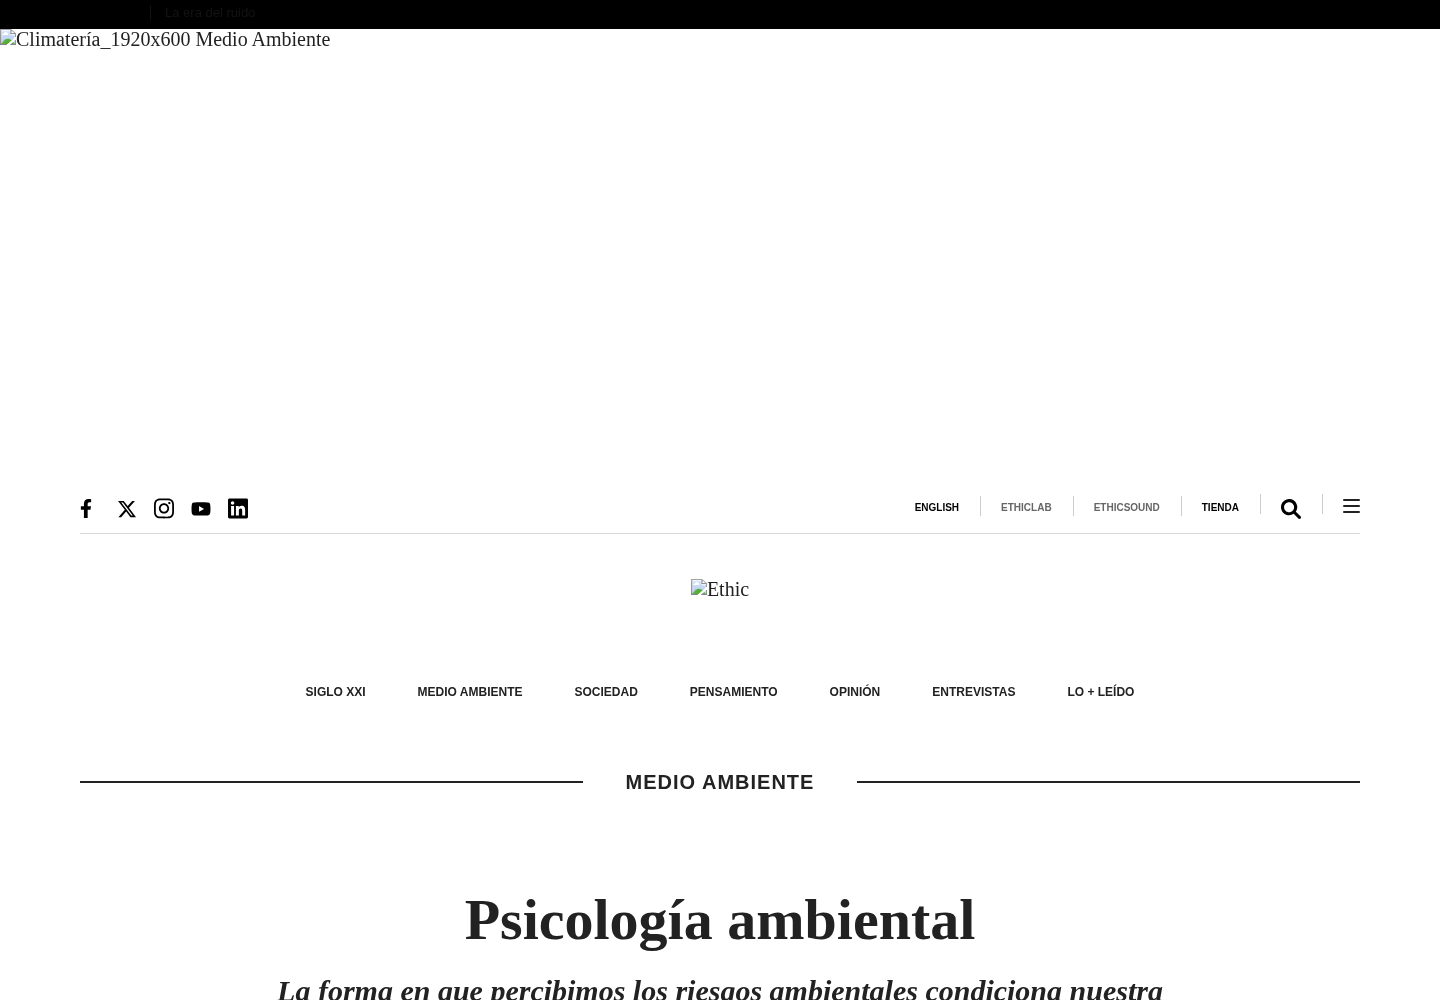 La era del ruido
Climatería_1920x600 Medio Ambiente
ENGLISH
ETHICLAB
ETHICSOUND
TIENDA
Ethic
SIGLO XXI
MEDIO AMBIENTE
SOCIEDAD
PENSAMIENTO
OPINIÓN
ENTREVISTAS
LO + LEÍDO
MEDIO AMBIENTE
Psicología ambiental
La forma en que percibimos los riesgos ambientales condiciona nuestra